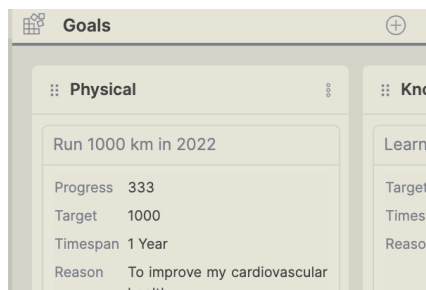 Goals
Physical
Run 1000 km in 2022
Progress 333
Target 1000
Timespan 1 Year
Reason To improve my cardiovascular
Kno
Learn
Target
Times
Reaso